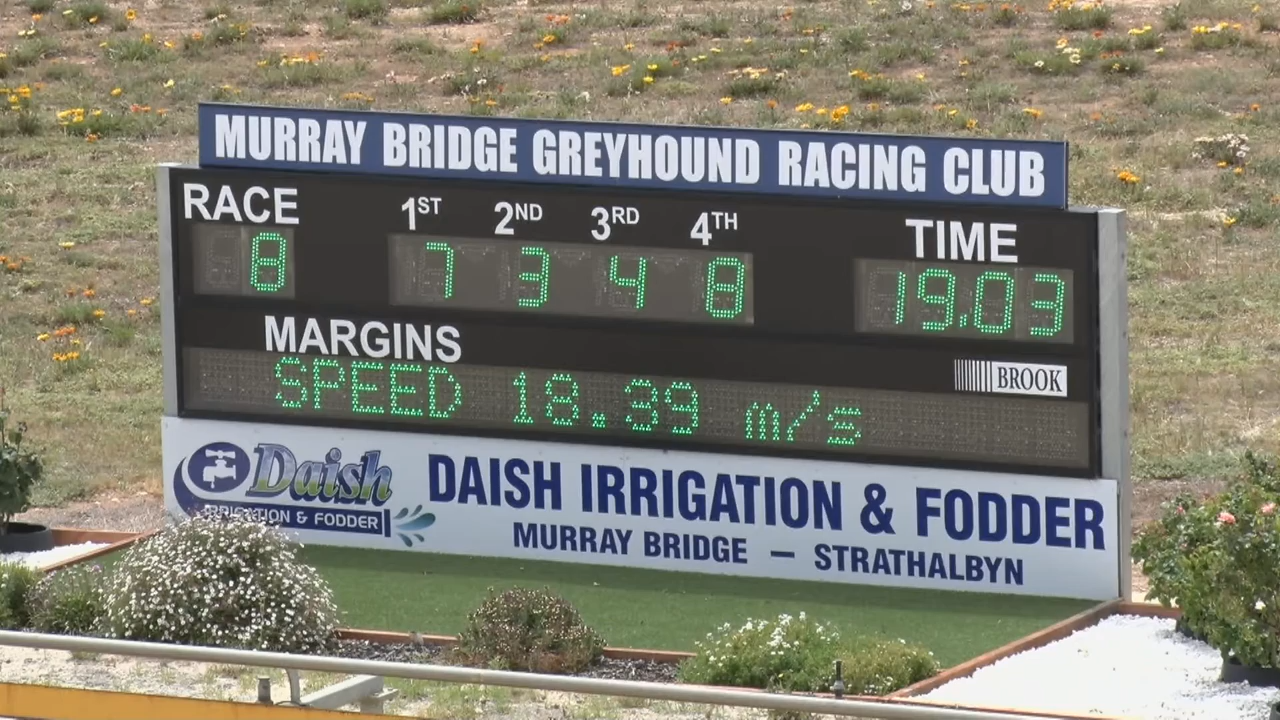 MURRAY BRIDGE GREYHOUND RACING CLUB
RACE 1ST 2ND 3RD 4TH TIME
8 7 3 4 8 19.03
MARGINS
BROOK
SPEED 18.39 m/s
Daish
IRRIGATION & FODDER
DAISH IRRIGATION & FODDER
MURRAY BRIDGE – STRATHALBYN